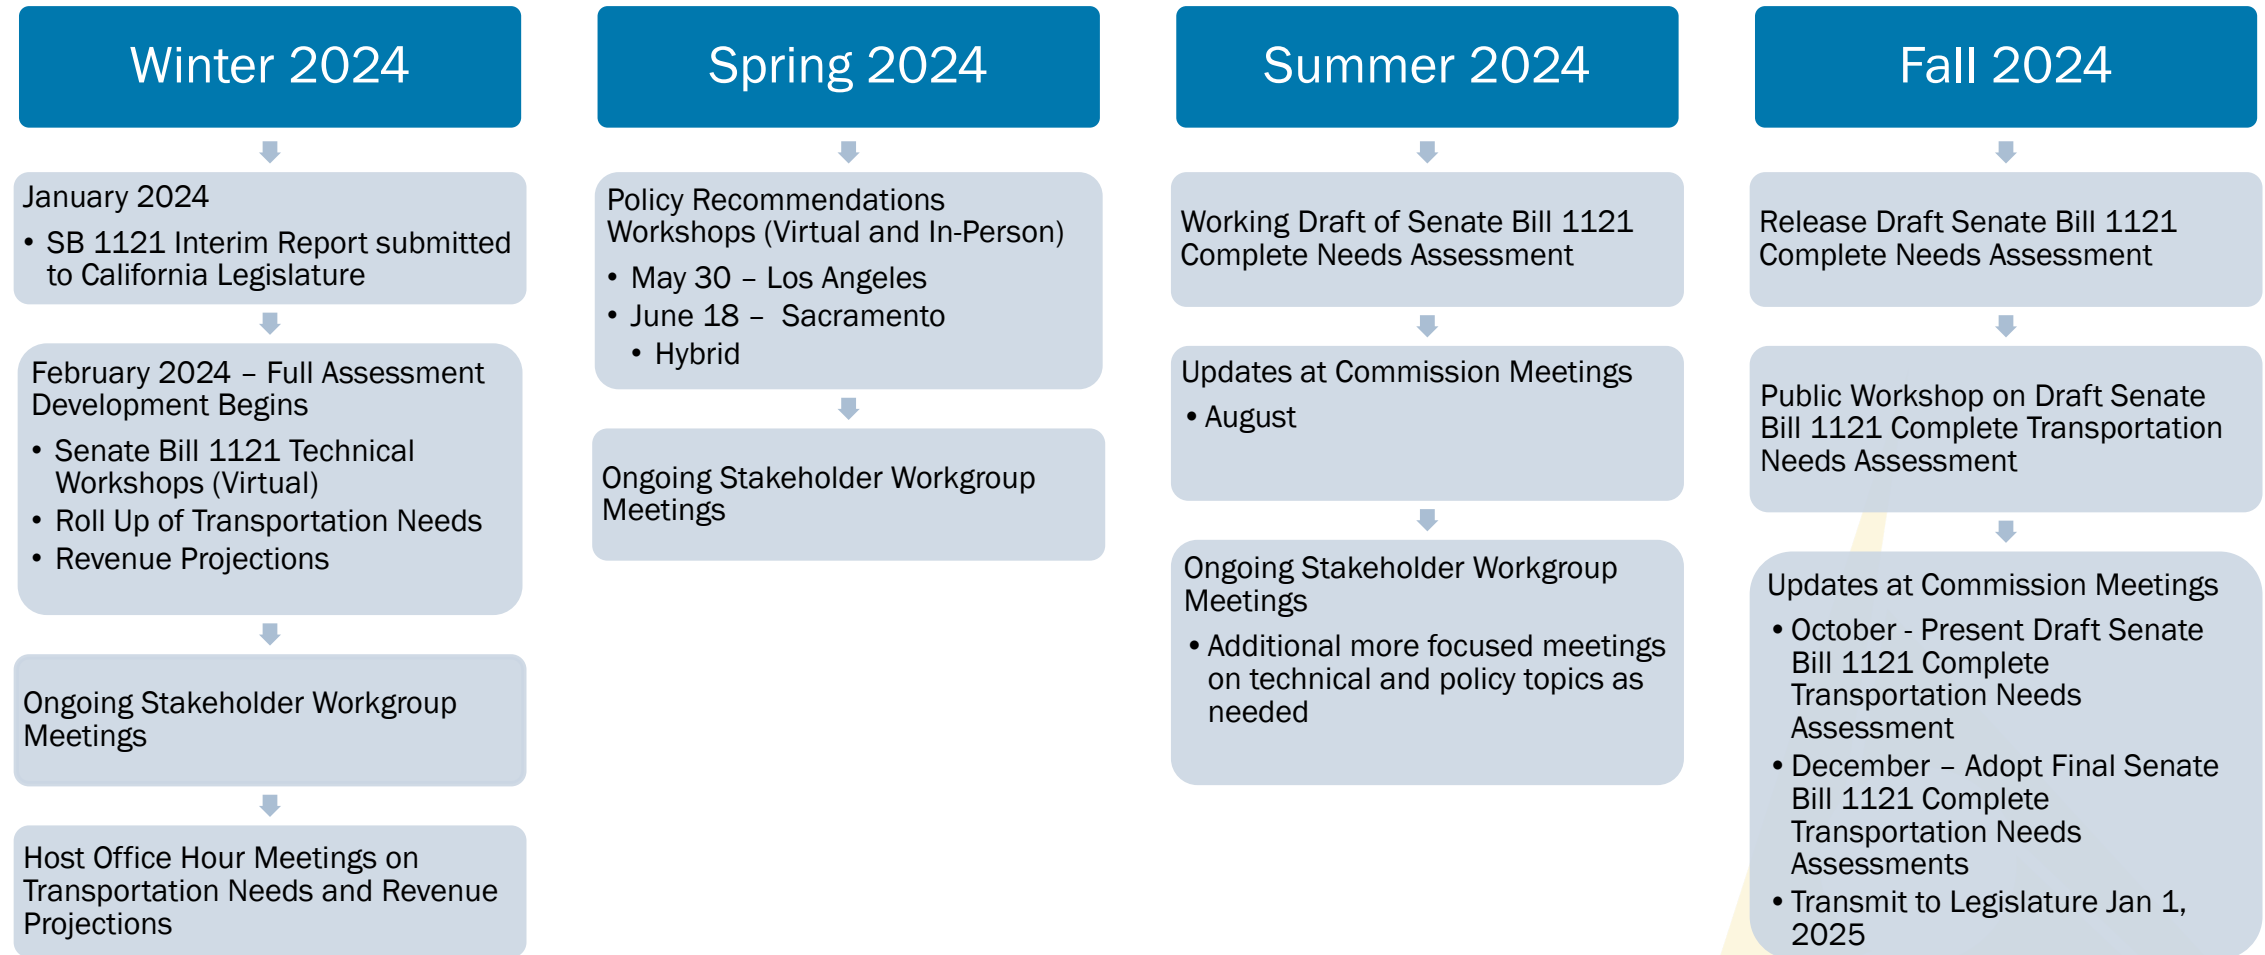 Winter 2024
January 2024
• SB 1121 Interim Report submitted
to California Legislature
February 2024 – Full Assessment
Development Begins
• Senate Bill 1121 Technical
Workshops (Virtual)
• Roll Up of Transportation Needs
• Revenue Projections
Ongoing Stakeholder Workgroup
Meetings
Host Office Hour Meetings on
Transportation Needs and Revenue
Projections
Spring 2024
Policy Recommendations
Workshops (Virtual and In-Person)
• May 30 – Los Angeles
• June 18 – Sacramento
• Hybrid
Ongoing Stakeholder Workgroup
Meetings
Summer 2024
Working Draft of Senate Bill 1121
Complete Needs Assessment
Updates at Commission Meetings
• August
Ongoing Stakeholder Workgroup
Meetings
• Additional more focused meetings
on technical and policy topics as
needed
Fall 2024
Release Draft Senate Bill 1121
Complete Needs Assessment
Public Workshop on Draft Senate
Bill 1121 Complete Transportation
Needs Assessment
Updates at Commission Meetings
• October - Present Draft Senate
Bill 1121 Complete
Transportation Needs
Assessment
• December – Adopt Final Senate
Bill 1121 Complete
Transportation Needs
Assessments
• Transmit to Legislature Jan 1,
2025